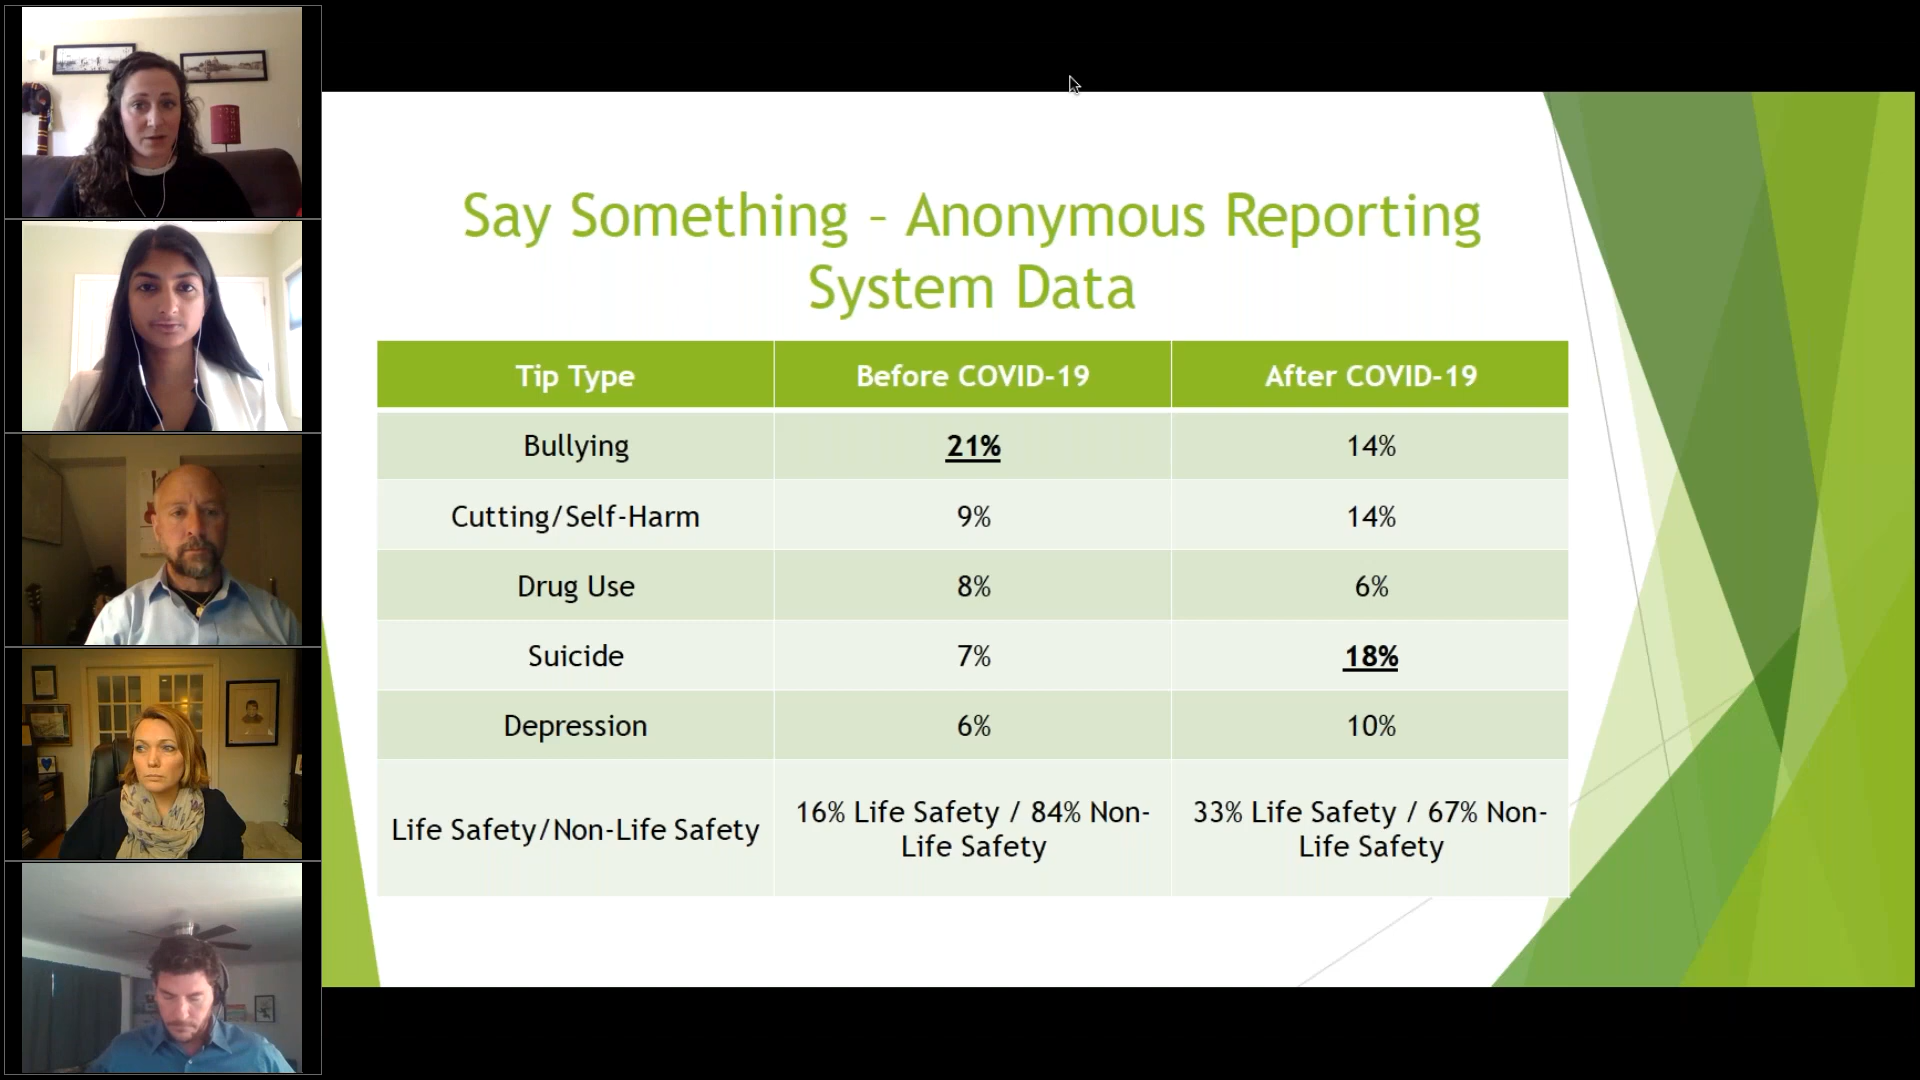 Say Something – Anonymous Reporting
System Data
Tip Type Before COVID-19 After COVID-19
Bullying 21% 14%
Cutting/Self-Harm 9% 14%
Drug Use 8% 6%
Suicide 7% 18%
Depression 6% 10%
Life Safety/Non-Life Safety 16% Life Safety / 84% Non-
Life Safety 33% Life Safety / 67% Non-
Life Safety